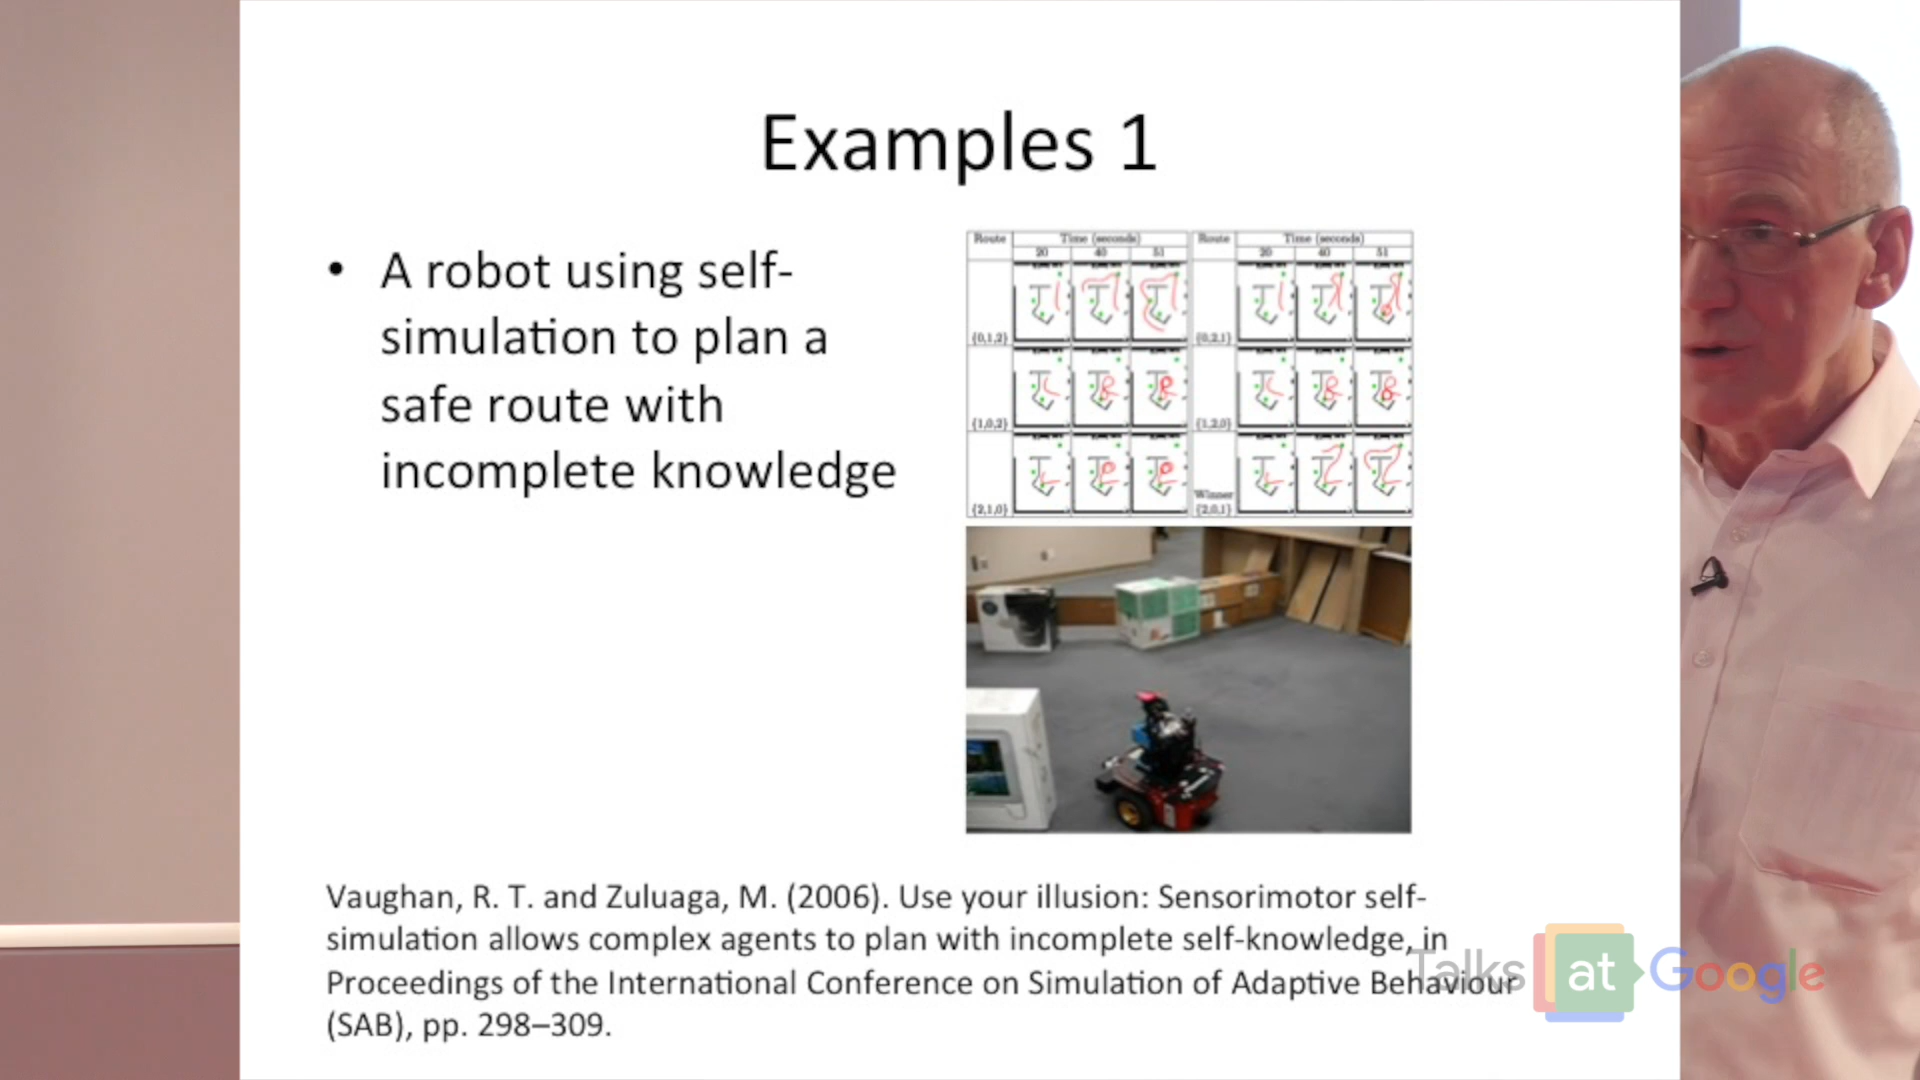 Examples 1
• A robot using self-
simulation to plan a
safe route with
incomplete knowledge
Route Time (seconds) Route Time (seconds)
20 40 51 20 40 51
{0,1,2} {0,2,1}
{1,0,2} {1,2,0}
Winner
{2,1,0} {2,0,1}
Vaughan, R. T. and Zuluaga, M. (2006). Use your illusion: Sensorimotor self-
simulation allows complex agents to plan with incomplete self-knowledge, in
Proceedings of the International Conference on Simulation of Adaptive Behaviour
(SAB), pp. 298–309.
Talks at Google